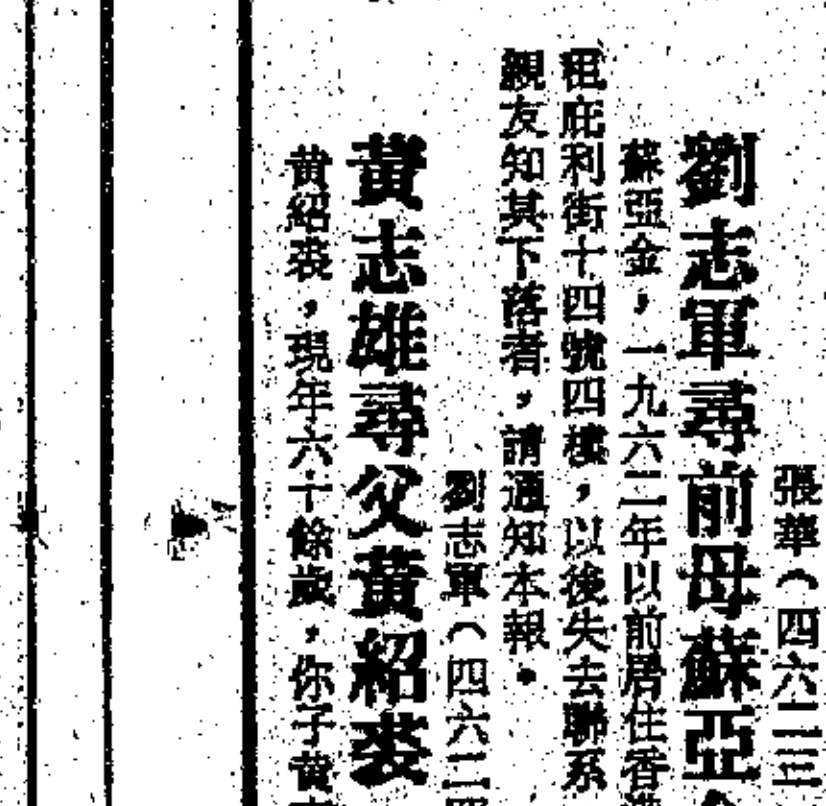 張華（四六二三
劉志軍尋前母蘇亞
蘇亞金，一九六二年以前居住香
租庇利街十四號四樓，以後失去聯系
親友知其下落者，請通知本報。
劉志軍（四六二四
黃志雄尋父黃紹裘
黃紹裘，現年六十餘歲，你子黃